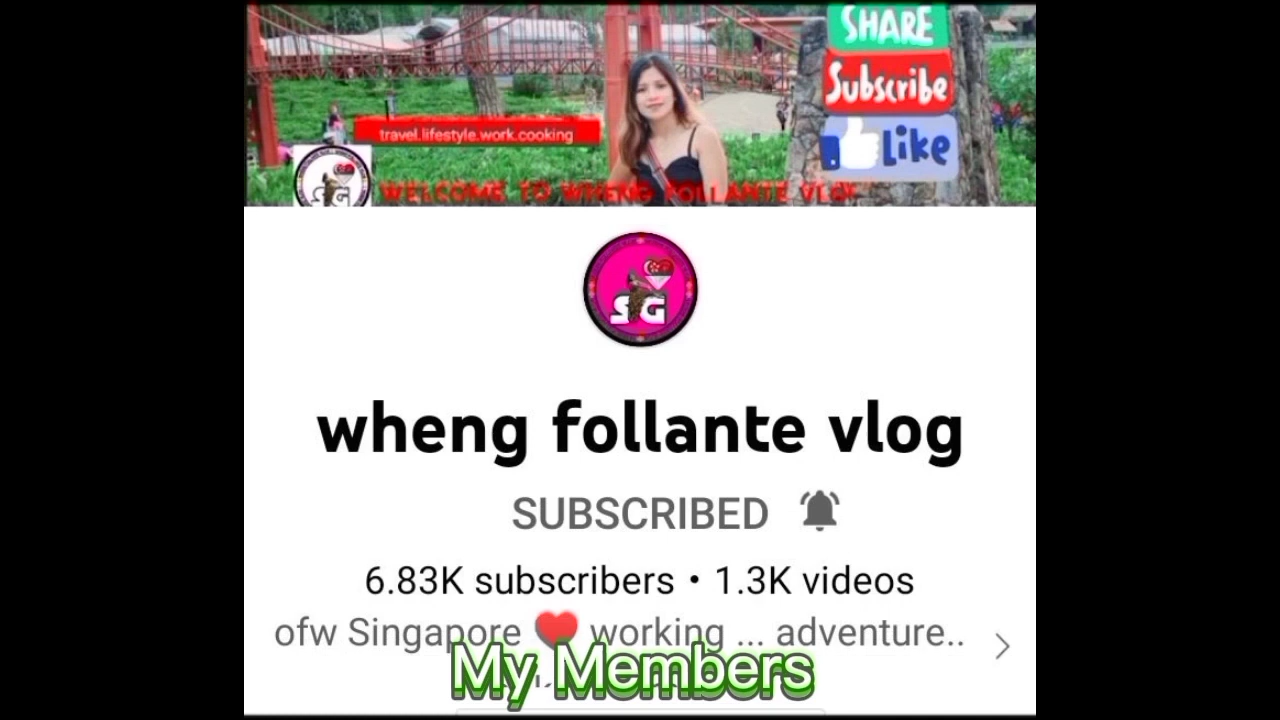 SHARE
Subscribe
Like
travel.lifestyle.work.cooking
SG
WELCOME TO WHENG FOLLANTE VLOG
SG
wheng follante vlog
SUBSCRIBED
6.83K subscribers • 1.3K videos
ofw Singapore ❤️ working ... adventure..
My Members